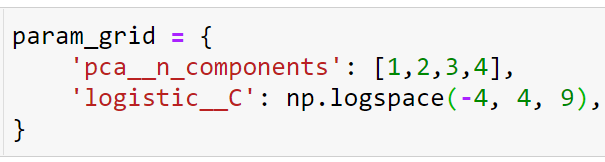 param_grid = {
    'pca__n_components': [1,2,3,4],
    'logistic__C': np.logspace(-4, 4, 9),
}